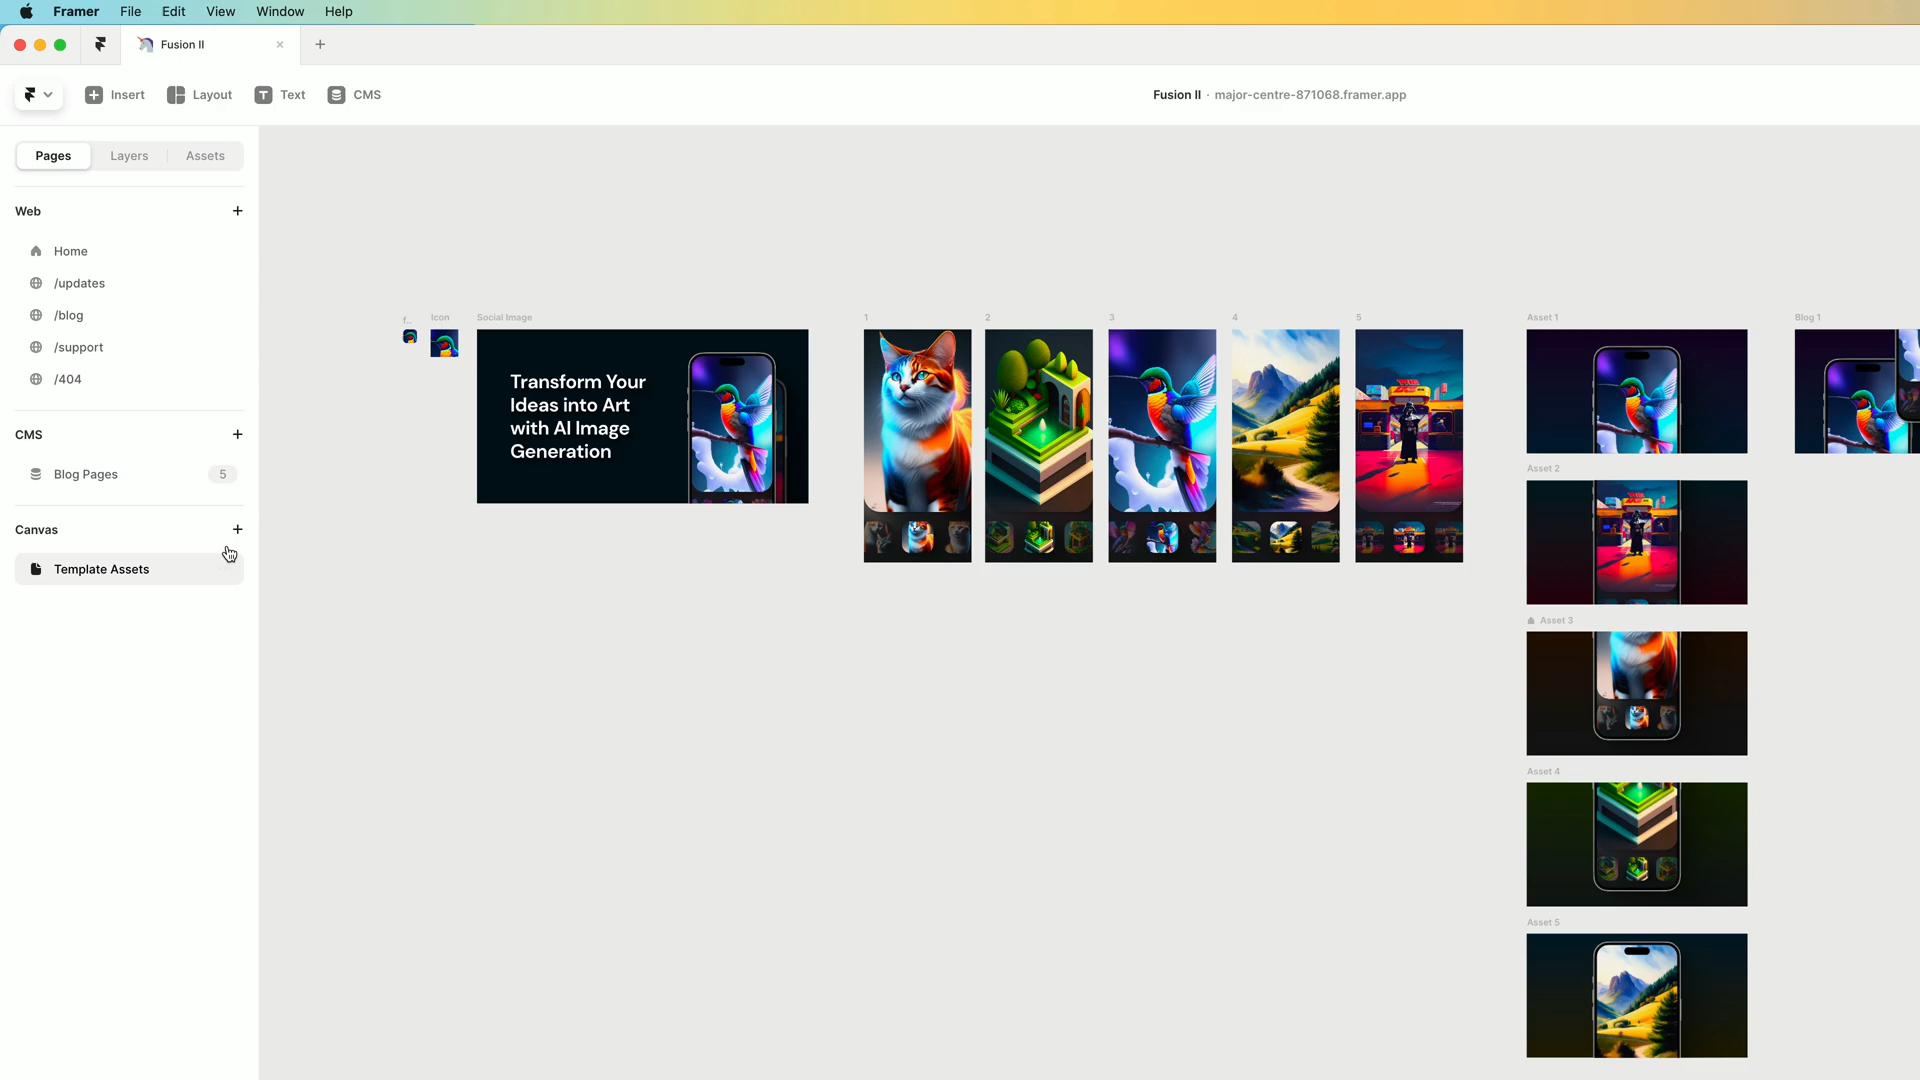 Framer File Edit View Window Help
Fusion II
Insert Layout Text CMS
Fusion II · major-centre-871068.framer.app
Pages Layers Assets
Web
Home
/updates
/blog
/support
/404
CMS
Blog Pages 5
Canvas
Template Assets
f...
Icon
Social Image
Transform Your
Ideas into Art
with AI Image
Generation
1
2
3
4
5
Asset 1
Asset 2
Asset 3
Asset 4
Asset 5
Blog 1